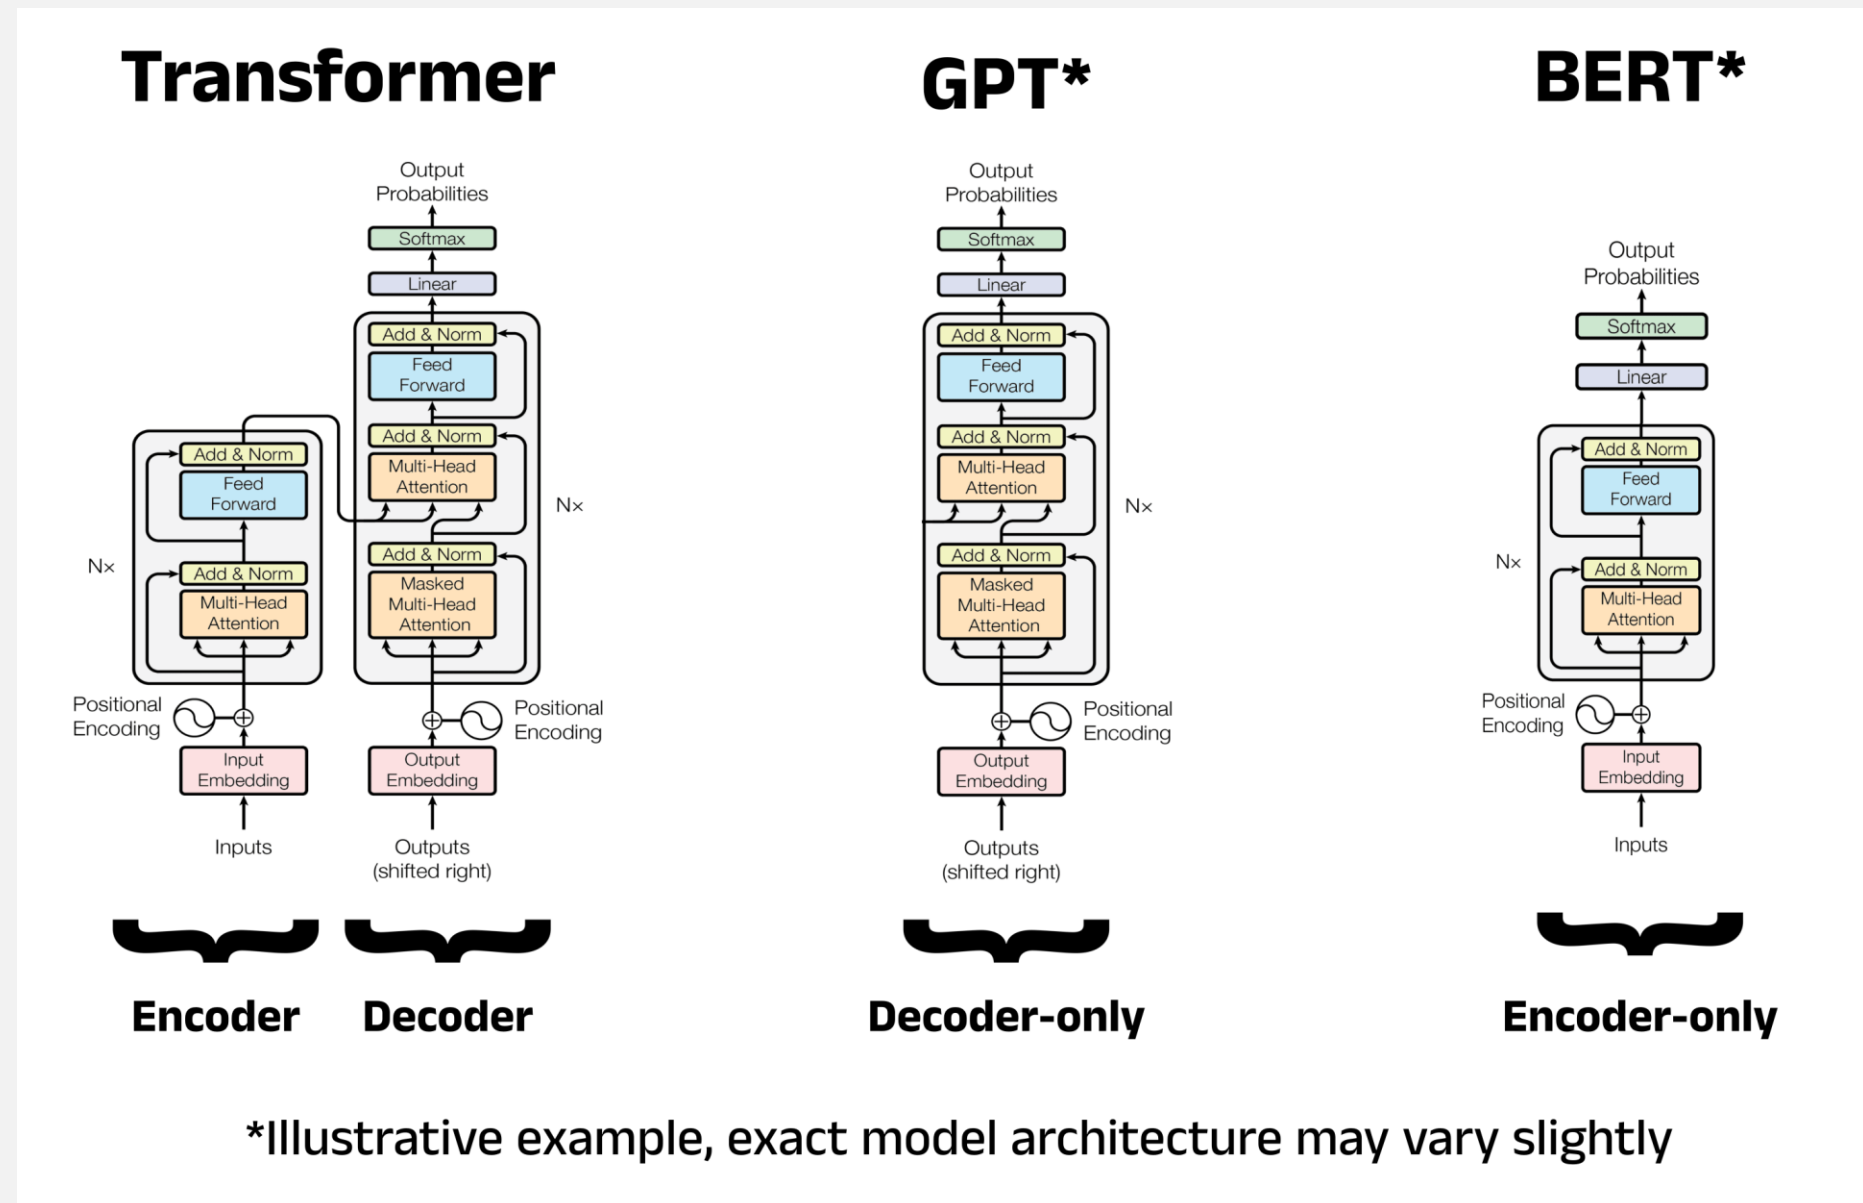 Transformer
Output
Probabilities
Softmax
Linear
Add & Norm
Feed
Forward
Add & Norm
Multi-Head
Attention
Nx
Add & Norm
Masked
Multi-Head
Attention
Add & Norm
Feed
Forward
Nx
Add & Norm
Multi-Head
Attention
Positional
Encoding
Positional
Encoding
Input
Embedding
Output
Embedding
Inputs
Outputs
(shifted right)
Encoder
Decoder
GPT*
Output
Probabilities
Softmax
Linear
Add & Norm
Feed
Forward
Add & Norm
Multi-Head
Attention
Nx
Add & Norm
Masked
Multi-Head
Attention
Positional
Encoding
Output
Embedding
Outputs
(shifted right)
Decoder-only
BERT*
Output
Probabilities
Softmax
Linear
Add & Norm
Feed
Forward
Nx
Add & Norm
Multi-Head
Attention
Positional
Encoding
Input
Embedding
Inputs
Encoder-only
*Illustrative example, exact model architecture may vary slightly